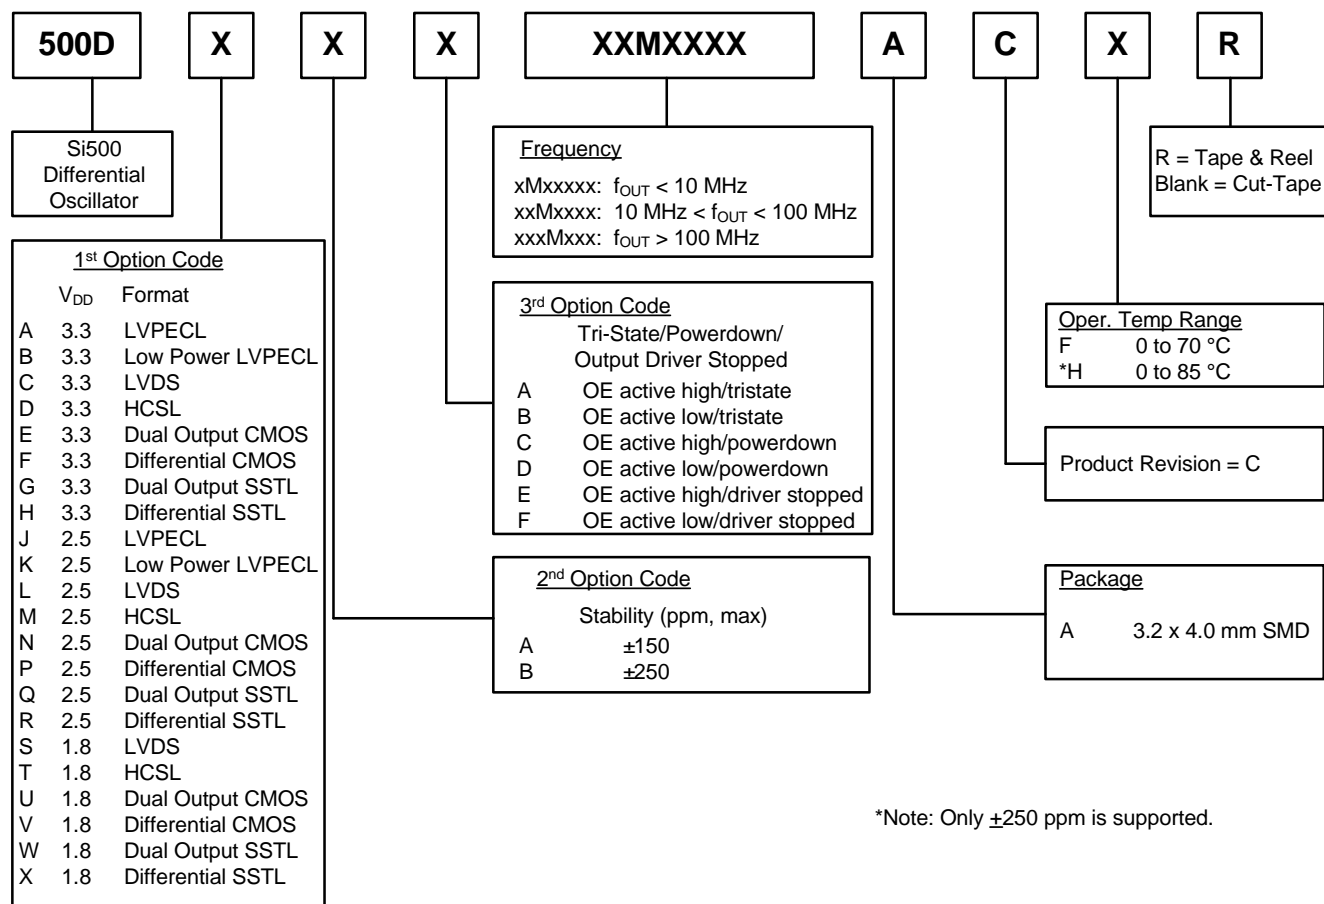 500D X X X XXMXXXX A C X R
Si500
Differential
Oscillator
Frequency
xMxxxxx: fOUT < 10 MHz
xxMxxxx: 10 MHz < fOUT < 100 MHz
xxxMxxx: fOUT > 100 MHz
R = Tape & Reel
Blank = Cut-Tape
1st Option Code
VDD Format
A 3.3 LVPECL
B 3.3 Low Power LVPECL
C 3.3 LVDS
D 3.3 HCSL
E 3.3 Dual Output CMOS
F 3.3 Differential CMOS
G 3.3 Dual Output SSTL
H 3.3 Differential SSTL
J 2.5 LVPECL
K 2.5 Low Power LVPECL
L 2.5 LVDS
M 2.5 HCSL
N 2.5 Dual Output CMOS
P 2.5 Differential CMOS
Q 2.5 Dual Output SSTL
R 2.5 Differential SSTL
S 1.8 LVDS
T 1.8 HCSL
U 1.8 Dual Output CMOS
V 1.8 Differential CMOS
W 1.8 Dual Output SSTL
X 1.8 Differential SSTL
3rd Option Code
Tri-State/Powerdown/
Output Driver Stopped
A OE active high/tristate
B OE active low/tristate
C OE active high/powerdown
D OE active low/powerdown
E OE active high/driver stopped
F OE active low/driver stopped
2nd Option Code
Stability (ppm, max)
A ±150
B ±250
Oper. Temp Range
F 0 to 70 °C
*H 0 to 85 °C
Product Revision = C
Package
A 3.2 x 4.0 mm SMD
*Note: Only ±250 ppm is supported.